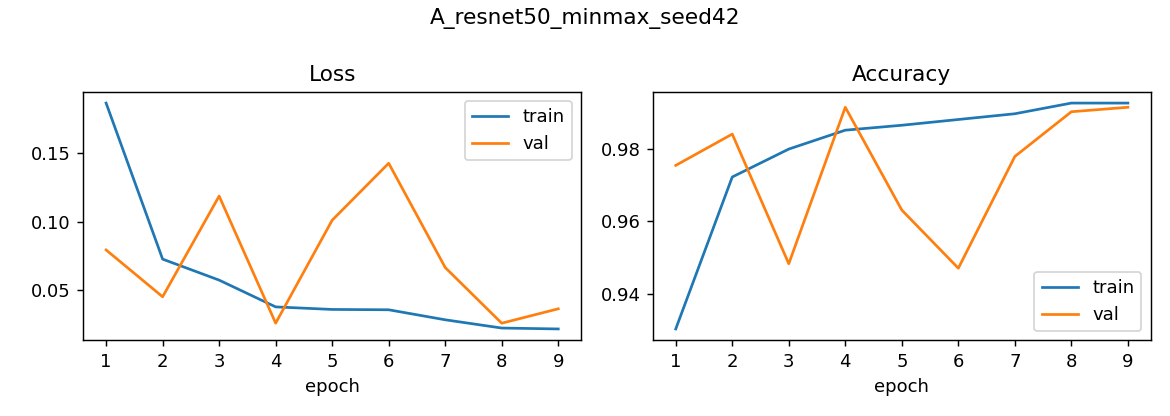 A_resnet50_minmax_seed42
Loss
train
val
0.15
0.10
0.05
1 2 3 4 5 6 7 8 9
epoch
Accuracy
0.98
0.96
0.94
train
val
1 2 3 4 5 6 7 8 9
epoch